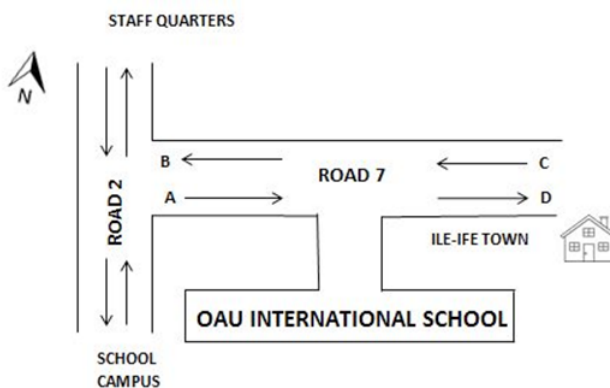 STAFF QUARTERS
N
B
C
ROAD 7
A
D
ROAD 2
ILE-IFE TOWN
OAU INTERNATIONAL SCHOOL
SCHOOL
CAMPUS